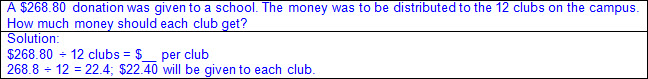 A $268.80 donation was given to a school. The money was to be distributed to the 12 clubs on the campus.
How much money should each club get?
Solution:
$268.80 ÷ 12 clubs = $__ per club
268.8 ÷ 12 = 22.4; $22.40 will be given to each club.